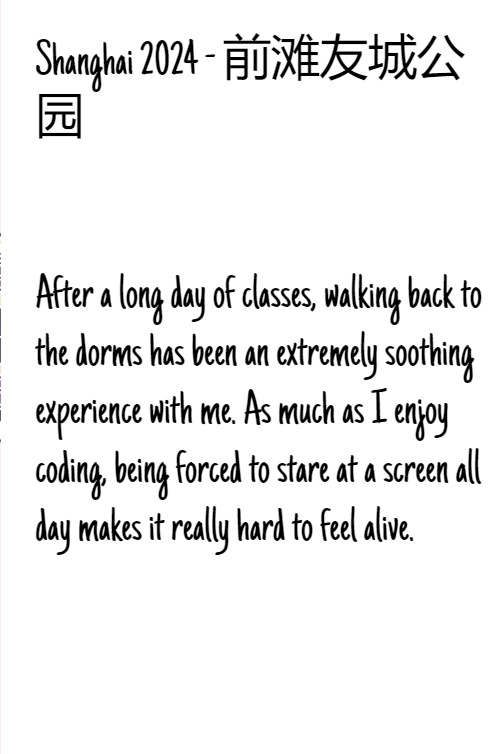 Shanghai 2024 - 前滩友城公
园
After a long day of classes, walking back to
the dorms has been an extremely soothing
experience with me. As much as I enjoy
coding, being forced to stare at a screen all
day makes it really hard to feel alive.